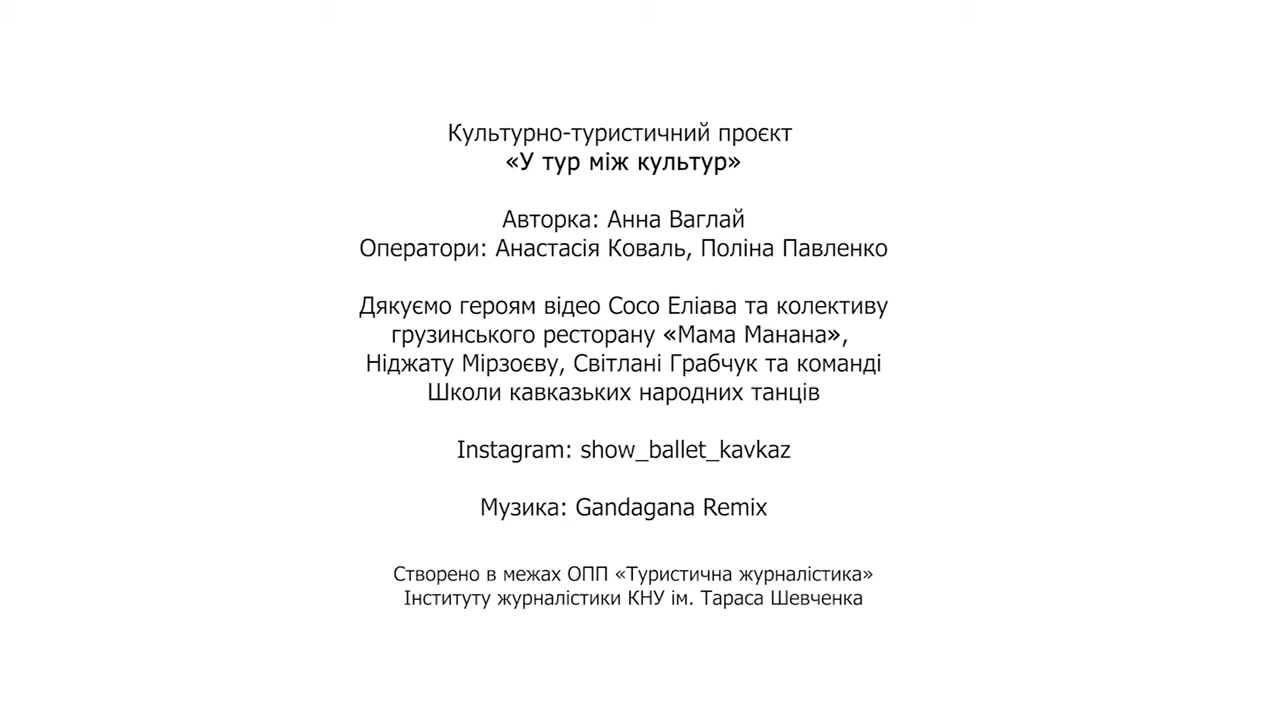 Культурно-туристичний проєкт
«У тур між культур»
Авторка: Анна Ваглай
Оператори: Анастасія Коваль, Поліна Павленко
Дякуємо героям відео Сосо Еліава та колективу
грузинського ресторану «Мама Манана»,
Ніджату Мірзоєву, Світлані Грабчук та команді
Школи кавказьких народних танців
Instagram: show_ballet_kavkaz
Музика: Gandagana Remix
Створено в межах ОПП «Туристична журналістика»
Інституту журналістики КНУ ім. Тараса Шевченка